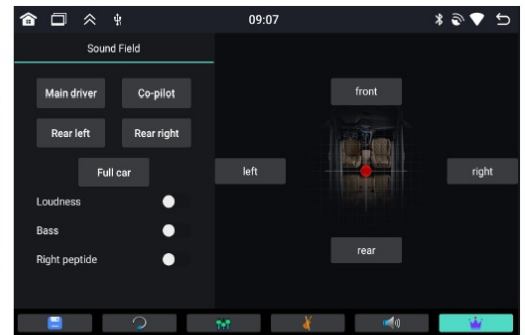 09:07
Sound Field
Main driver
Co-pilot
Rear left
Rear right
Full car
Loudness
Bass
Right peptide
front
left
right
rear